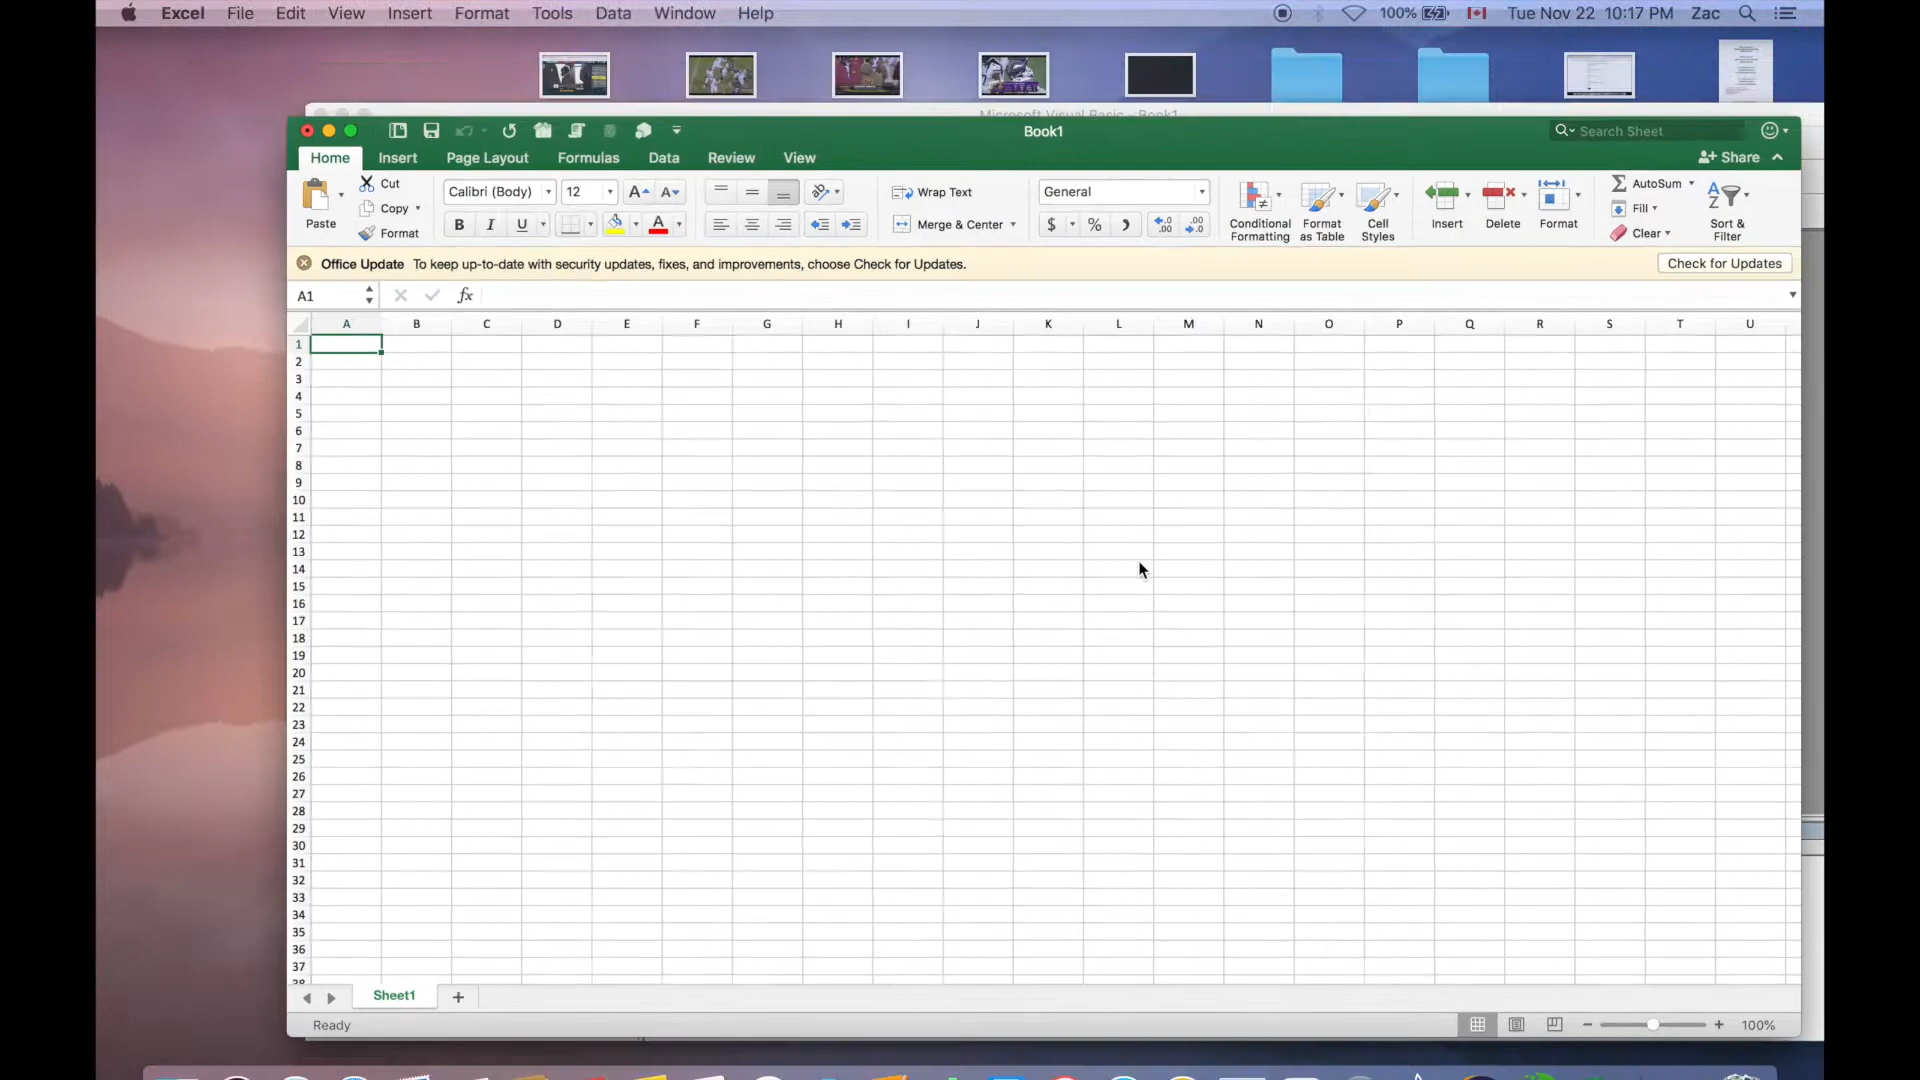 Excel File Edit View Insert Format Tools Data Window Help 100% Tue Nov 22 10:17 PM Zac
Microsoft Visual Basic - Book1
Book1 Search Sheet
Home Insert Page Layout Formulas Data Review View Share
Paste Cut Copy Format
Calibri (Body) 12 A A
B I U A
Wrap Text
Merge & Center
General
$ %
Conditional Formatting
Format as Table
Cell Styles
Insert Delete Format
AutoSum
Fill
Clear
Sort & Filter
Office Update To keep up-to-date with security updates, fixes, and improvements, choose Check for Updates. Check for Updates
A1 fx
A B C D E F G H I J K L M N O P Q R S T U
1
2
3
4
5
6
7
8
9
10
11
12
13
14
15
16
17
18
19
20
21
22
23
24
25
26
27
28
29
30
31
32
33
34
35
36
37
38
Sheet1 +
Ready 100%